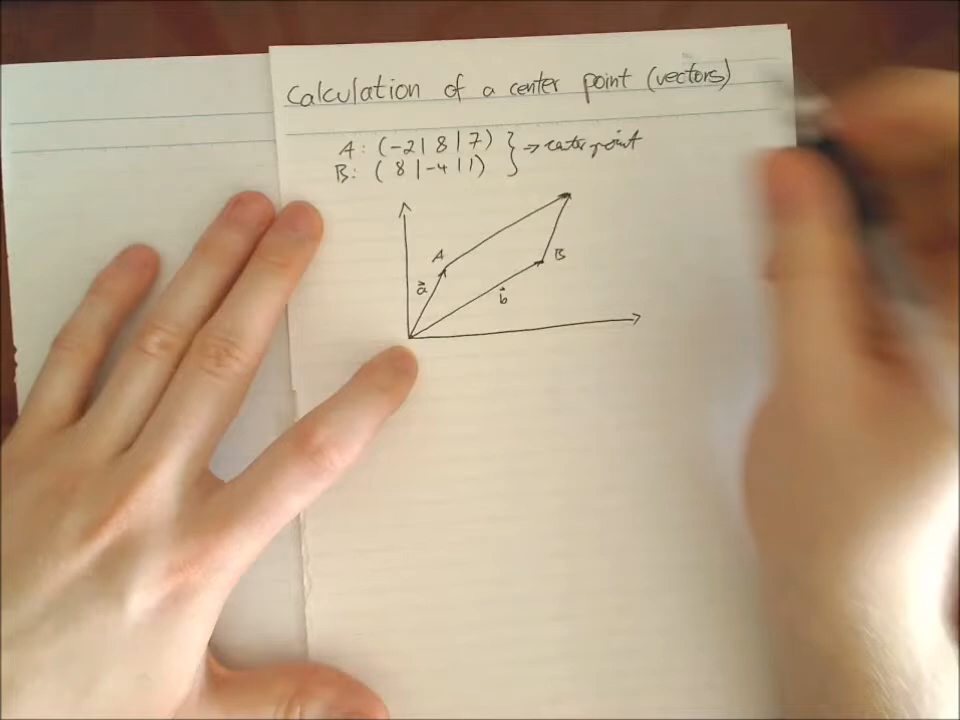 Calculation of a center point (vectors)
A: (-2 | 8 | 7) } → center point
B: ( 8 | -4 | 1)
A
B
a⃗
b⃗